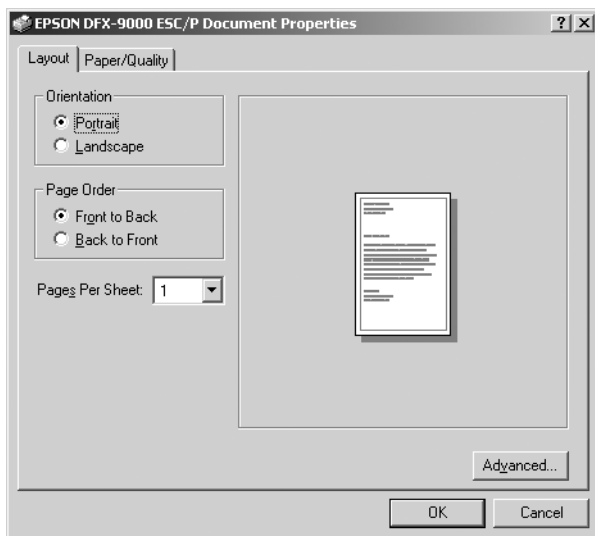 EPSON DFX-9000 ESC/P Document Properties
Layout
Paper/Quality
Orientation
Portrait
Landscape
Page Order
Front to Back
Back to Front
Pages Per Sheet: 1
Advanced...
OK
Cancel